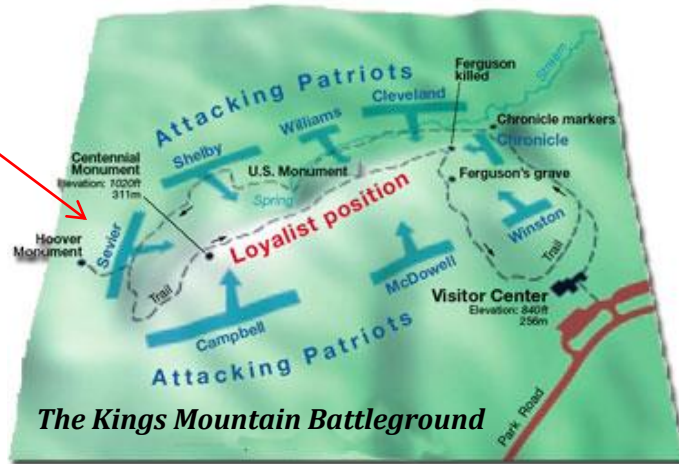 Attacking Patriots
Ferguson
killed
Stream
Cleveland
Williams
Chronicle markers
Chronicle
Shelby
Centennial
Monument
Elevation: 1020ft
311m
U.S. Monument
Spring
Ferguson's grave
Loyalist position
Hoover
Monument
Sevier
Winston
Trail
Trail
McDowell
Visitor Center
Elevation: 840ft
256m
Campbell
Attacking Patriots
The Kings Mountain Battleground
Park Road